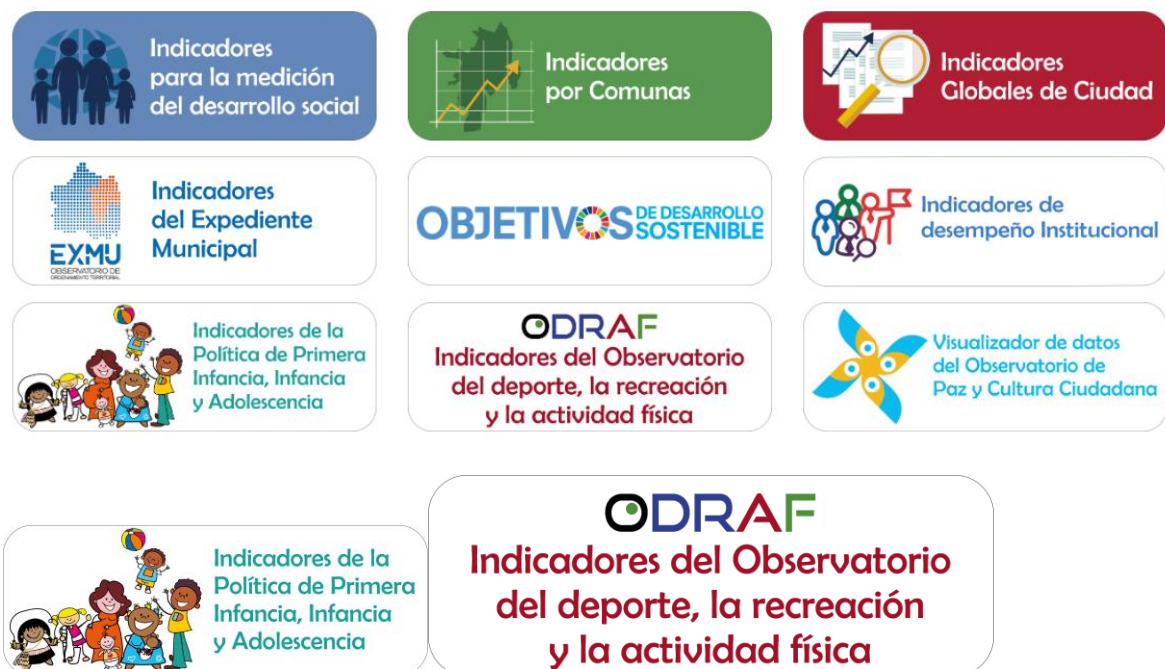 Indicadores
para la medición
del desarrollo social
Indicadores
por Comunas
Indicadores
Globales de Ciudad
EXMU
OBSERVATORIO DE
ORDENAMIENTO TERRITORIAL
Indicadores
del Expediente
Municipal
OBJETIVOS DE DESARROLLO
SOSTENIBLE
Indicadores de
desempeño Institucional
Indicadores de la
Política de Primera
Infancia, Infancia
y Adolescencia
ODRAF
Indicadores del Observatorio
del deporte, la recreación
y la actividad física
Visualizador de datos
del Observatorio de
Paz y Cultura Ciudadana
Indicadores de la
Política de Primera
Infancia, Infancia
y Adolescencia
ODRAF
Indicadores del Observatorio
del deporte, la recreación
y la actividad física